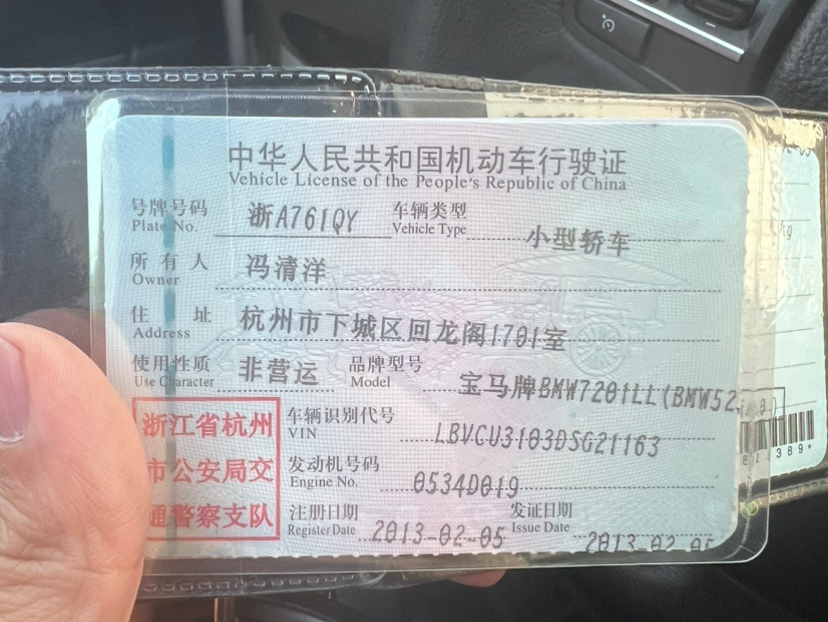 中华人民共和国机动车行驶证
Vehicle License of the People's Republic of China
号牌号码 浙A761QY 车辆类型 小型轿车
Plate No. Vehicle Type
所有人 冯清洋
Owner
住址 杭州市下城区回龙阁1701室
Address
使用性质 非营运 品牌型号 宝马牌BMW7201LL(BMW52
Use Character Model
浙江省杭州
市公安局交
通警察支队
车辆识别代号 LBVCU3103DSG21163
VIN
发动机号码 0534D019
Engine No.
注册日期 2013-02-05 发证日期 2013-02-05
Register Date Issue Date
389*